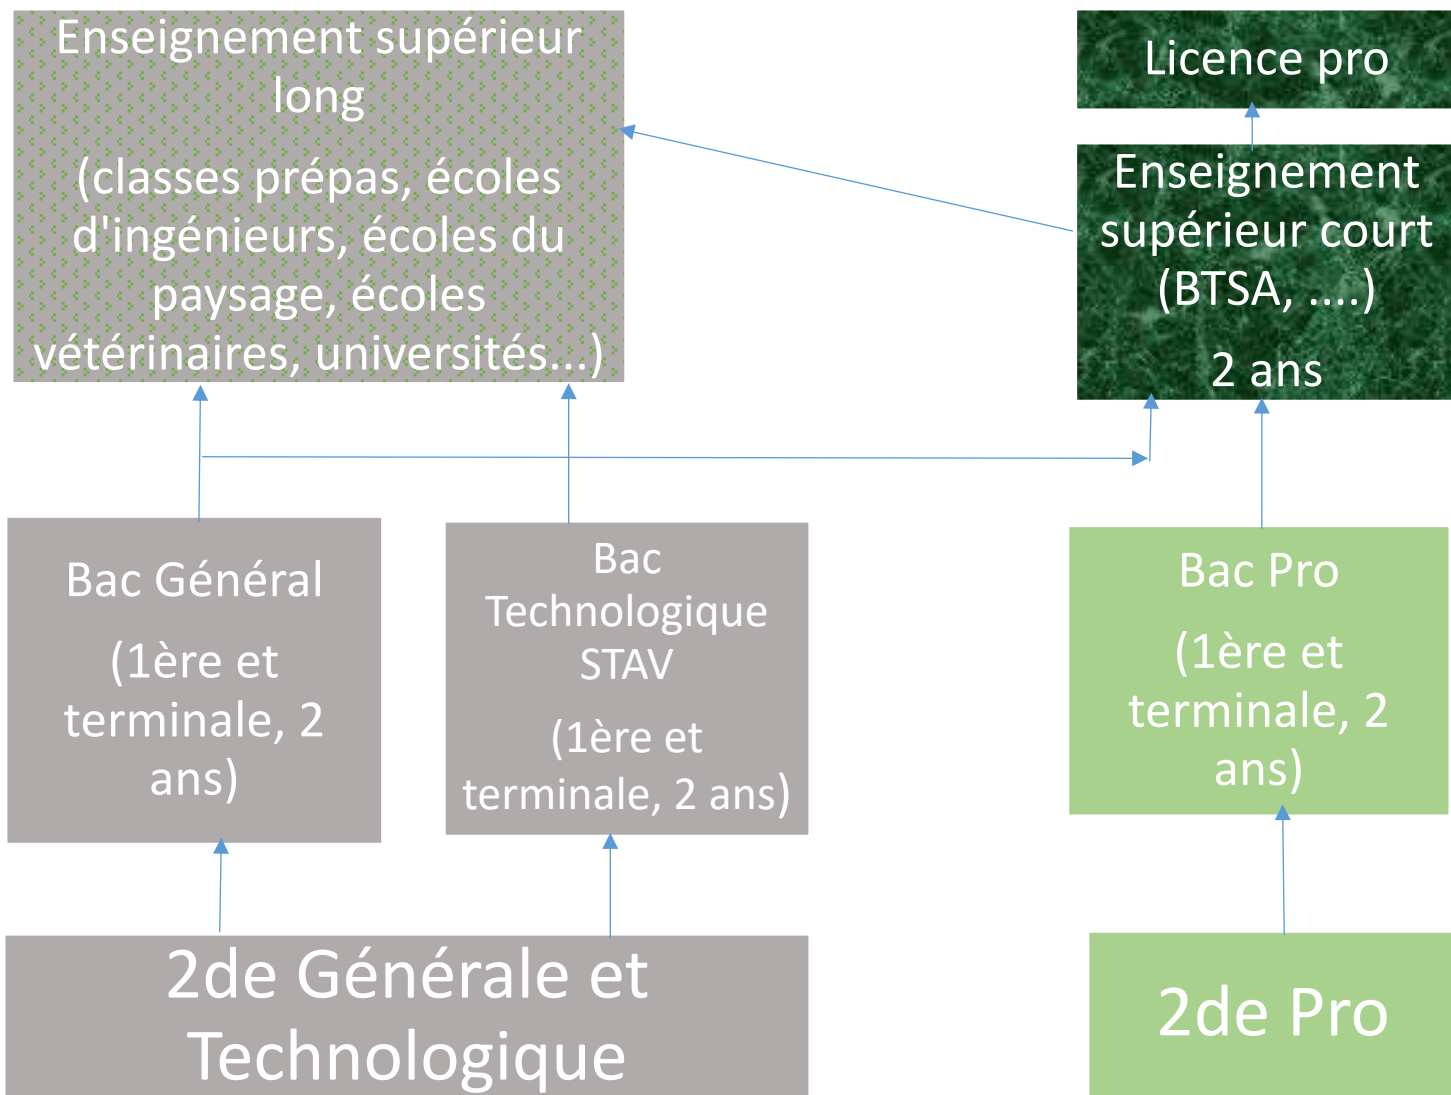 Enseignement supérieur
long
(classes prépas, écoles
d'ingénieurs, écoles du
paysage, écoles
vétérinaires, universités...)
Licence pro
Enseignement
supérieur court
(BTSA, ....)
2 ans
Bac Général
(1ère et
terminale, 2
ans)
Bac
Technologique
STAV
(1ère et
terminale, 2 ans)
Bac Pro
(1ère et
terminale, 2
ans)
2de Générale et
Technologique
2de Pro